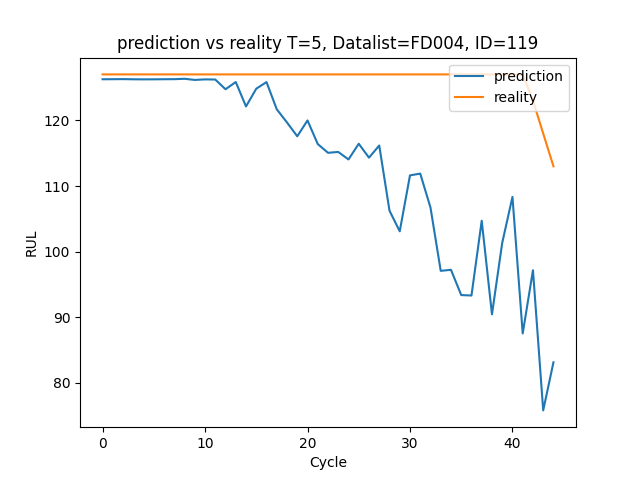 prediction vs reality T=5, Datalist=FD004, ID=119
prediction
reality
120
110
100
90
80
RUL
0 10 20 30 40
Cycle